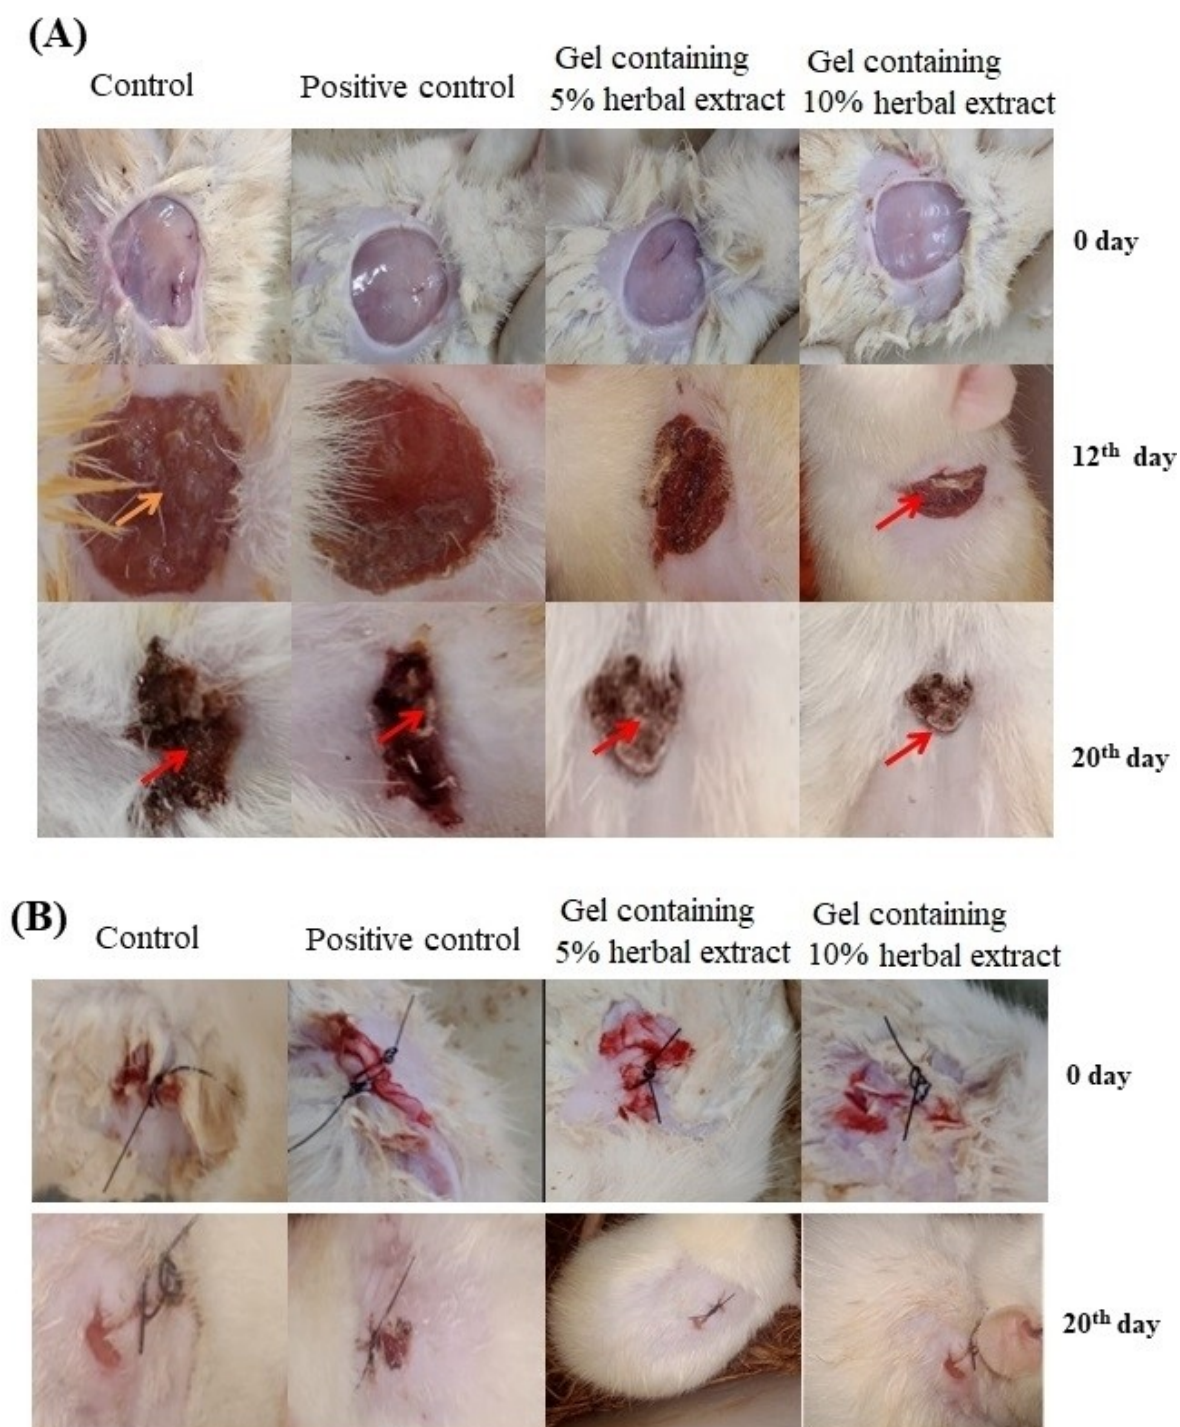 (A)
Control
Positive control
Gel containing
5% herbal extract
Gel containing
10% herbal extract
0 day
12th day
20th day
(B)
Control
Positive control
Gel containing
5% herbal extract
Gel containing
10% herbal extract
0 day
20th day